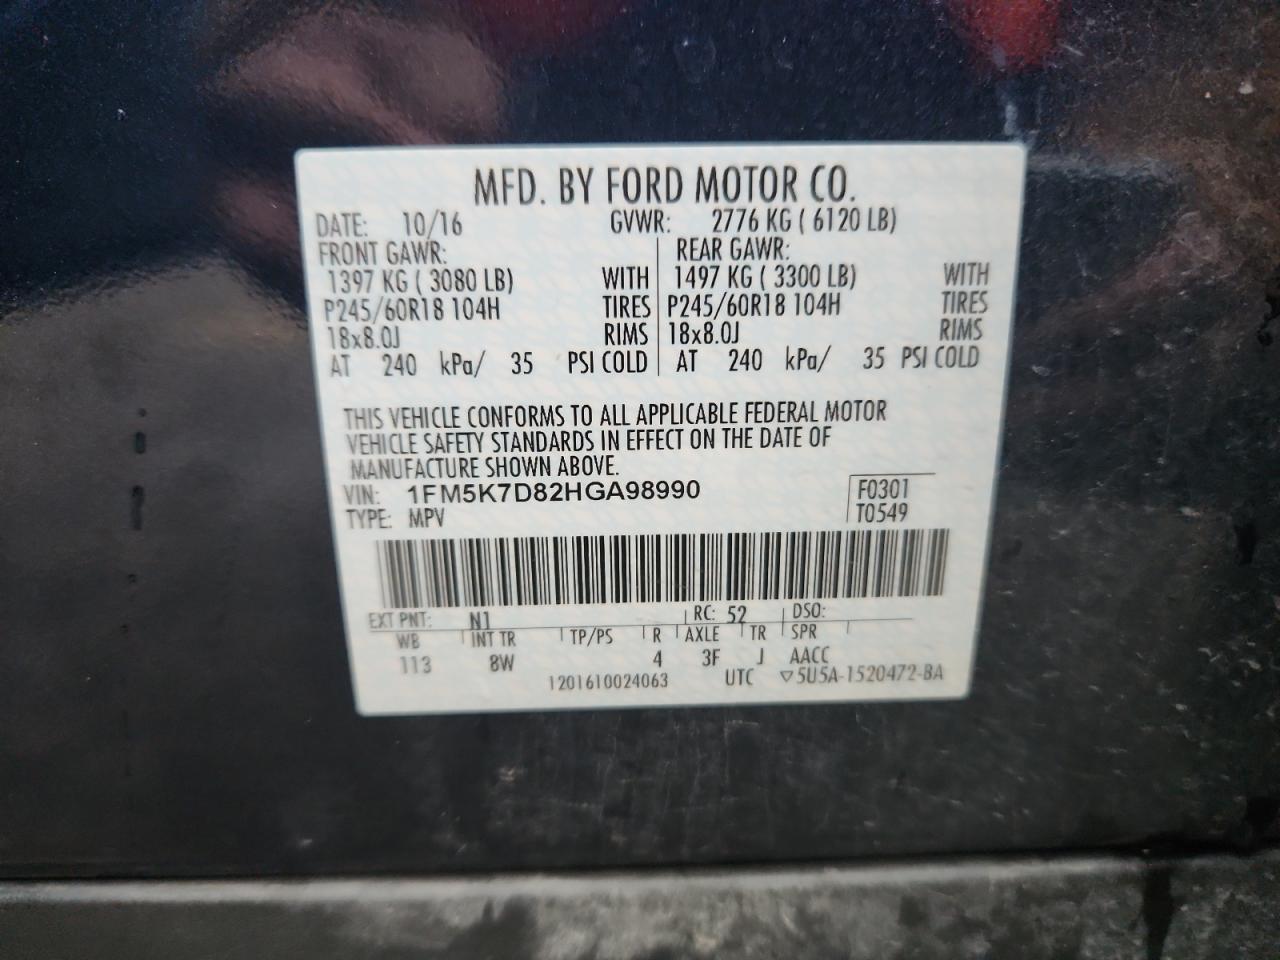 MFD. BY FORD MOTOR CO.
DATE: 10/16 GVWR: 2776 KG ( 6120 LB)
FRONT GAWR: REAR GAWR:
1397 KG ( 3080 LB) WITH 1497 KG ( 3300 LB) WITH
P245/60R18 104H TIRES P245/60R18 104H TIRES
18x8.0J RIMS 18x8.0J RIMS
AT 240 kPa/ 35 PSI COLD AT 240 kPa/ 35 PSI COLD
THIS VEHICLE CONFORMS TO ALL APPLICABLE FEDERAL MOTOR
VEHICLE SAFETY STANDARDS IN EFFECT ON THE DATE OF
MANUFACTURE SHOWN ABOVE.
VIN: 1FM5K7D82HGA98990 F0301
TYPE: MPV T0549
EXT PNT: N1 RC: 52 DSO:
WB INT TR TP/PS R AXLE TR SPR
113 8W 4 3F J AACC
1201610024063 UTC ▽5U5A-1520472-BA